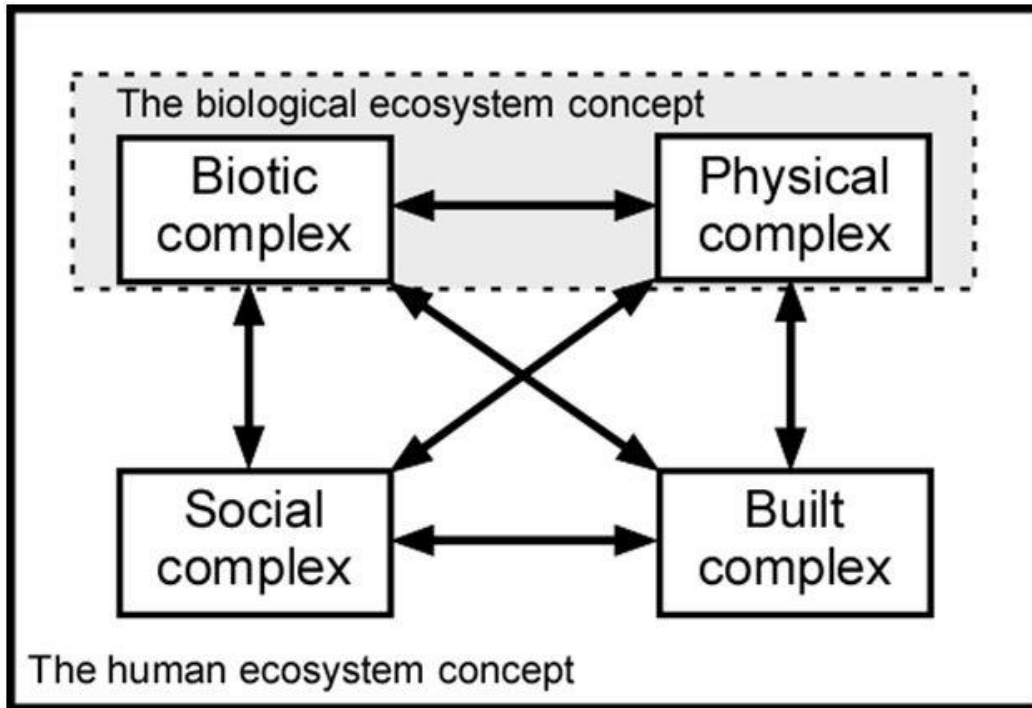 The biological ecosystem concept
Biotic
complex
Physical
complex
Social
complex
Built
complex
The human ecosystem concept